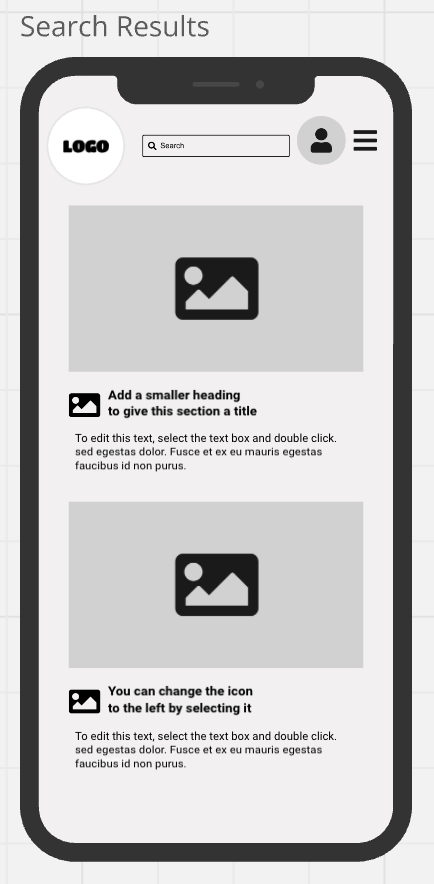 Search Results
LOGO
Search
Add a smaller heading
to give this section a title
To edit this text, select the text box and double click.
sed egestas dolor. Fusce et ex eu mauris egestas
faucibus id non purus.
You can change the icon
to the left by selecting it
To edit this text, select the text box and double click.
sed egestas dolor. Fusce et ex eu mauris egestas
faucibus id non purus.